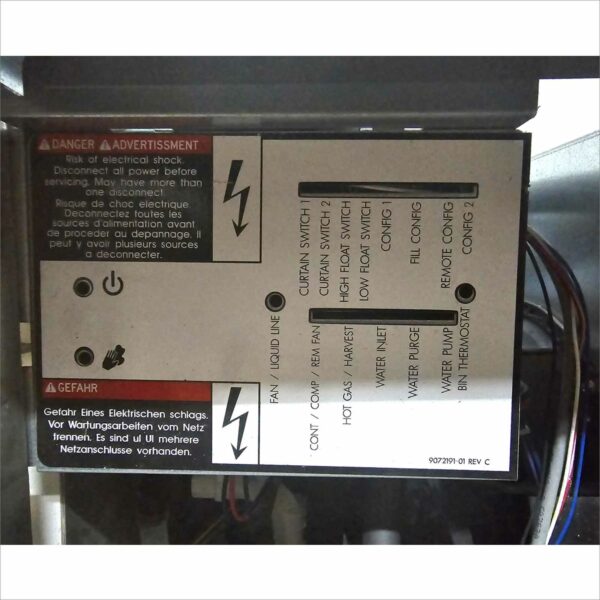 DANGER ADVERTISSMENT
Risk of electrical shock.
Disconnect all power before
servicing. May have more than
one disconnect.
Risque de choc electrique.
Deconnectez toutes les
sources d'alimentation avant
de proceder au depannage. Il
peut y avoir plusieurs sources
a deconnecter.
CURTAIN SWITCH 1
CURTAIN SWITCH 2
HIGH FLOAT SWITCH
LOW FLOAT SWITCH
CONFIG 1
FILL CONFIG
REMOTE CONFIG
CONFIG 2
FAN / LIQUID LINE
CONT / COMP / REM FAN
HOT GAS / HARVEST
WATER INLET
WATER PURGE
WATER PUMP
BIN THERMOSTAT
GEFAHR
Gefahr Eines Elektrischen schlags.
Vor Wartungsarbeiten vom Netz
trennen. Es sind ul UI mehrere
Netzanschlusse vorhanden.
9072191-01 REV C